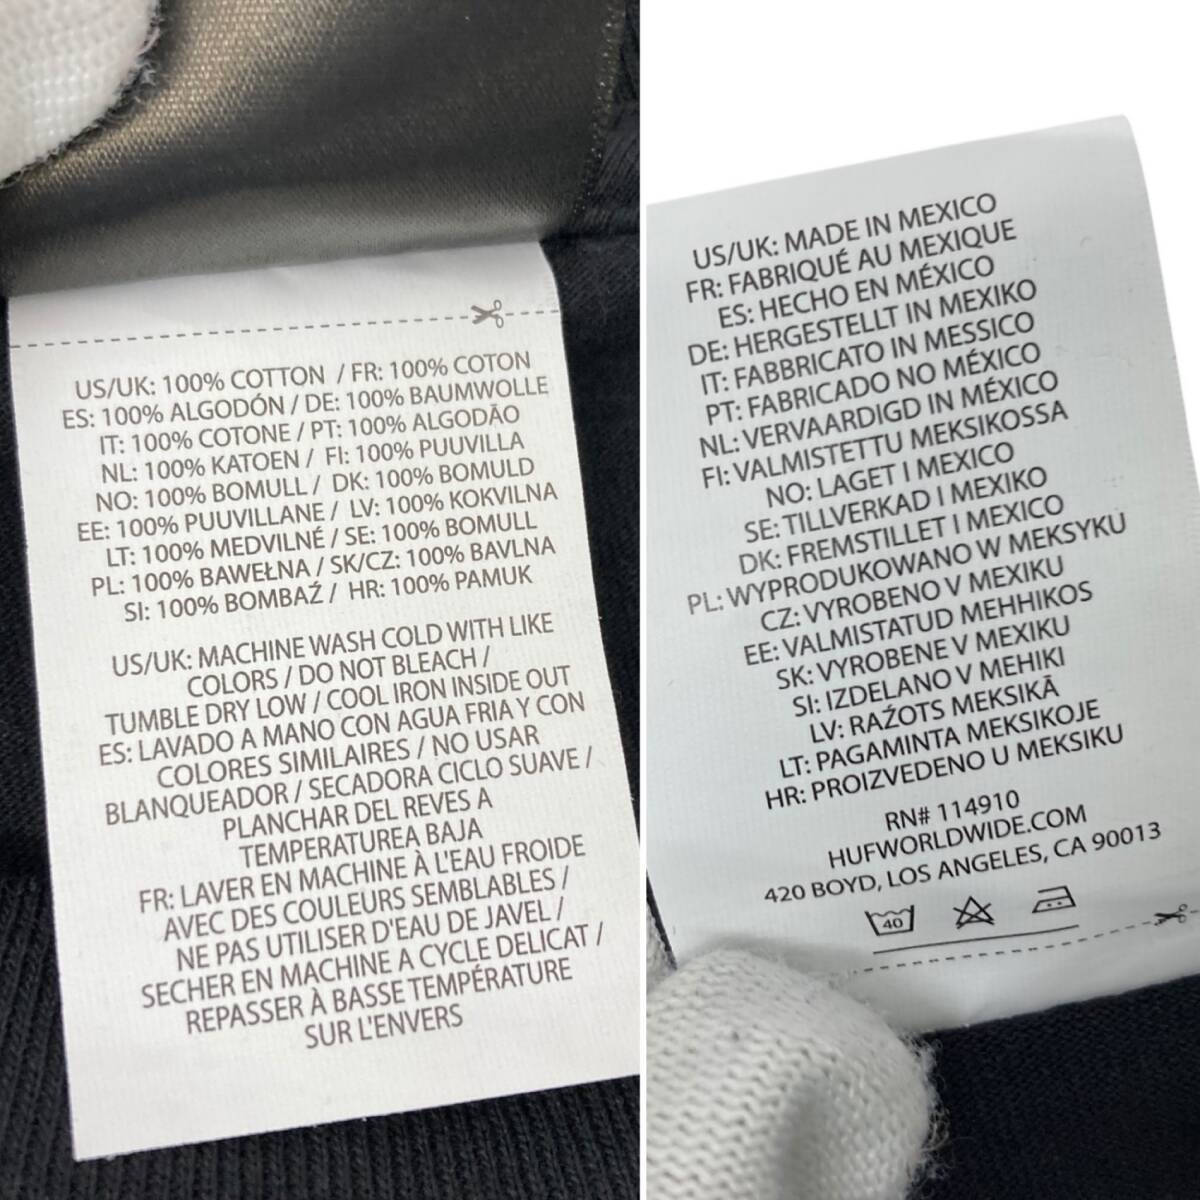 US/UK: 100% COTTON / FR: 100% COTON
ES: 100% ALGODÓN / DE: 100% BAUMWOLLE
IT: 100% COTONE / PT: 100% ALGODÃO
NL: 100% KATOEN / FI: 100% PUUVILLA
NO: 100% BOMULL / DK: 100% BOMULD
EE: 100% PUUVILLANE / LV: 100% KOKVILNA
LT: 100% MEDVILNÉ / SE: 100% BOMULL
PL: 100% BAWEŁNA / SK/CZ: 100% BAVLNA
SI: 100% BOMBAŹ / HR: 100% PAMUK
US/UK: MACHINE WASH COLD WITH LIKE
COLORS / DO NOT BLEACH /
TUMBLE DRY LOW / COOL IRON INSIDE OUT
ES: LAVADO A MANO CON AGUA FRIA Y CON
COLORES SIMILAIRES / NO USAR
BLANQUEADOR / SECADORA CICLO SUAVE /
PLANCHAR DEL REVES A
TEMPERATUREA BAJA
FR: LAVER EN MACHINE À L'EAU FROIDE
AVEC DES COULEURS SEMBLABLES /
NE PAS UTILISER D'EAU DE JAVEL /
SECHER EN MACHINE A CYCLE DELICAT /
REPASSER À BASSE TEMPÉRATURE
SUR L'ENVERS
US/UK: MADE IN MEXICO
FR: FABRIQUÉ AU MEXIQUE
ES: HECHO EN MÉXICO
DE: HERGESTELLT IN MEXIKO
IT: FABBRICATO IN MESSICO
PT: FABRICADO NO MÉXICO
NL: VERVAARDIGD IN MÉXICO
FI: VALMISTETTU MEKSIKOSSA
NO: LAGET I MEXICO
SE: TILLVERKAD I MEXIKO
DK: FREMSTILLET I MEXICO
PL: WYPRODUKOWANO W MEKSYKU
CZ: VYROBENO V MEXIKU
EE: VALMISTATUD MEHHIKOS
SK: VYROBENE V MEXIKU
SI: IZDELANO V MEHIKI
LV: RAŽOTS MEKSIKĀ
LT: PAGAMINTA MEKSIKOJE
HR: PROIZVEDENO U MEKSIKU
RN# 114910
HUFWORLDWIDE.COM
420 BOYD, LOS ANGELES, CA 90013
40